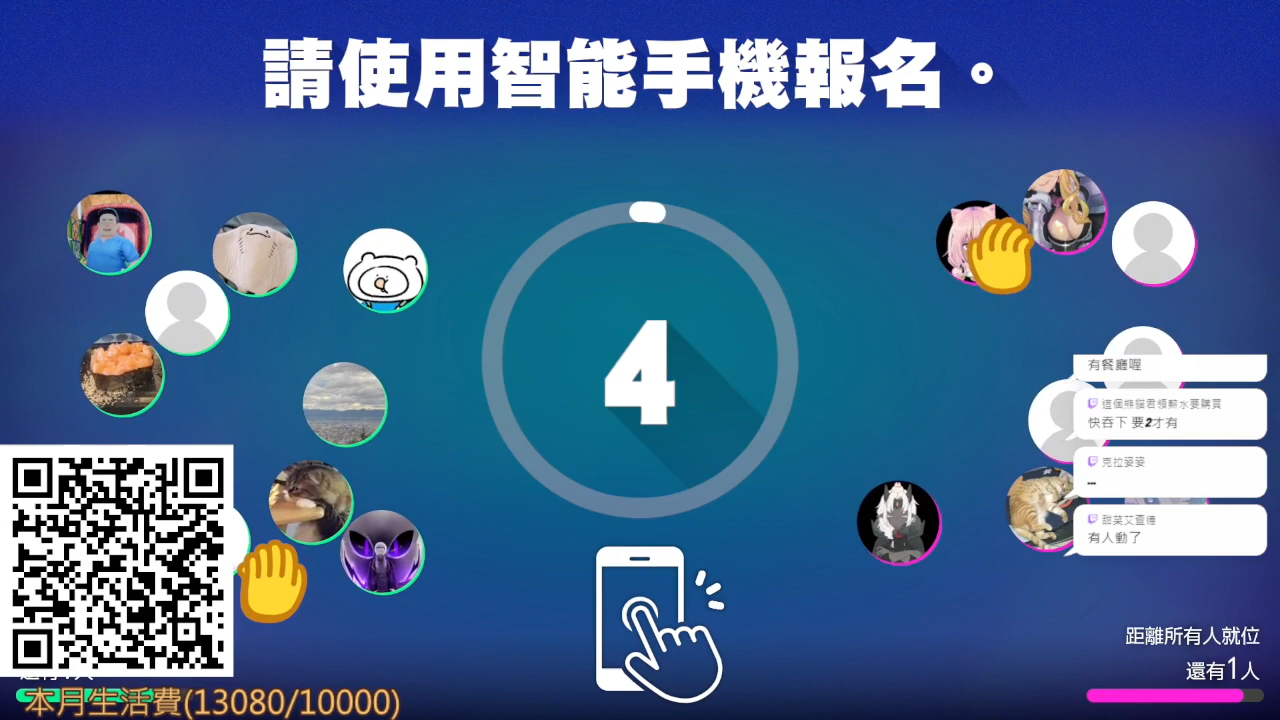 請使用智能手機報名。
4
有餐廳喔
這個熊貓君領薪水要購買
快吞下 要2才有
克拉婆婆
...
甜菜艾查德
有人動了
距離所有人就位
還有1人
本月生活費(13080/10000)